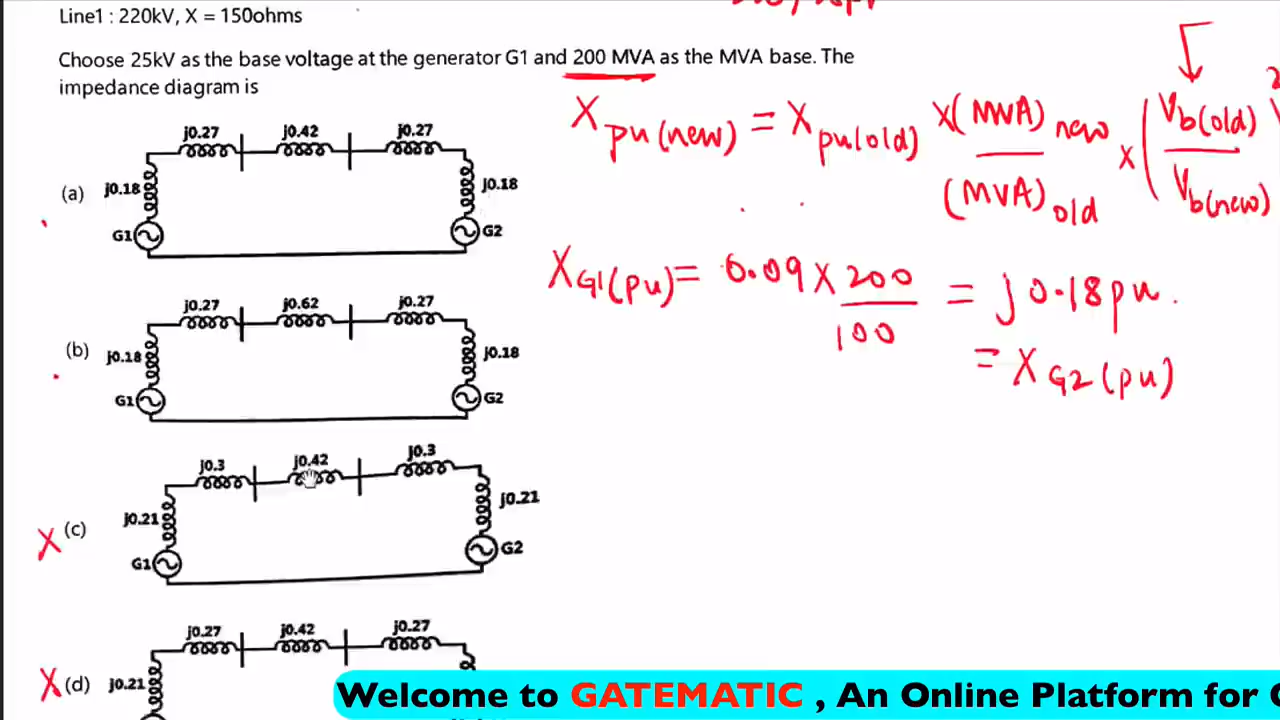 Line1 : 220kV, X = 150ohms
Choose 25kV as the base voltage at the generator G1 and 200 MVA as the MVA base. The
impedance diagram is
X pu(new) = X pu(old) x (MVA) new / (MVA) old x ( Vb(old) / Vb(new)
2
XG1(pu) = 0.09 x 200 / 100 = j0.18pu.
= XG2(pu)
(a)
j0.27 j0.42 j0.27
j0.18 j0.18
G1 G2
(b)
j0.27 j0.62 j0.27
j0.18 j0.18
G1 G2
X (c)
j0.3 j0.42 j0.3
j0.21 j0.21
G1 G2
X (d)
j0.27 j0.42 j0.27
j0.21
Welcome to GATEMATIC , An Online Platform for